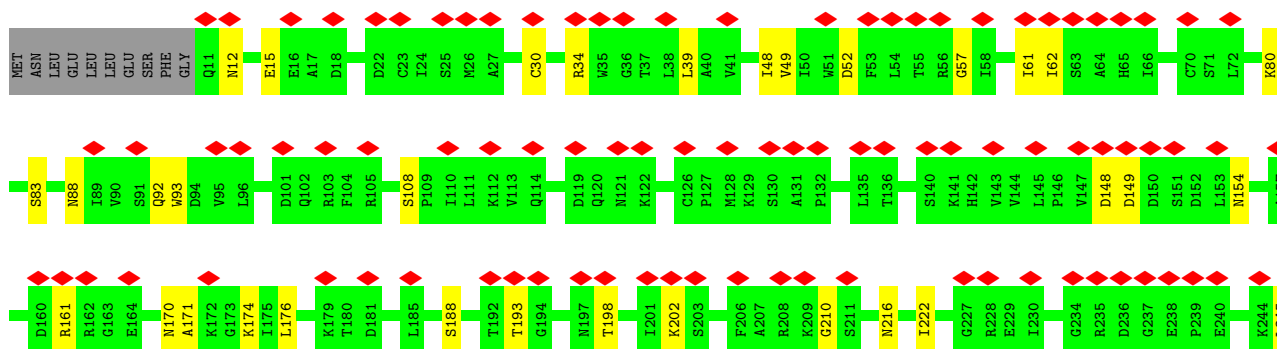 MET ASN LEU GLU LEU LEU GLU SER PHE GLY Q11 N12 E15 E16 A17 D18 D22 C23 I24 S25 M26 A27 C30 R34 W35 G36 T37 L38 L39 A40 V41 I48 V49 I50 W51 D52 F53 L54 T55 R56 G57 I58 I61 I62 S63 A64 H65 I66 C70 S71 L72 K80
S83 N88 I89 V90 S91 Q92 W93 D94 V95 L96 D101 Q102 R103 F104 R105 S108 P109 I110 L111 K112 V113 Q114 D119 Q120 N121 K122 C126 P127 M128 K129 S130 A131 P132 L135 T136 S140 K141 H142 V143 V144 L145 P146 V147 D148 D149 D150 S151 D152 L153 N154
D160 R161 R162 G163 E164 N170 A171 K172 G173 K174 I175 L176 K179 T180 D181 L185 S188 T192 T193 G194 N197 T198 I201 K202 S203 F206 A207 R208 K209 G210 S211 N216 I222 G227 R228 E229 I230 G234 R235 D236 G237 E238 P239 E240 K244